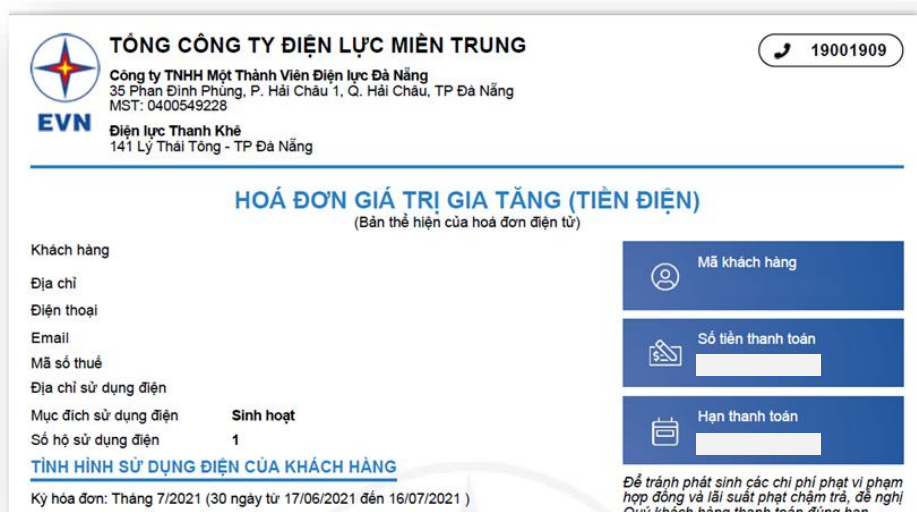 TỔNG CÔNG TY ĐIỆN LỰC MIỀN TRUNG
19001909
Công ty TNHH Một Thành Viên Điện lực Đà Nẵng
35 Phan Đình Phùng, P. Hải Châu 1, Q. Hải Châu, TP Đà Nẵng
MST: 0400549228
EVN
Điện lực Thanh Khê
141 Lý Thái Tông - TP Đà Nẵng
HOÁ ĐƠN GIÁ TRỊ GIA TĂNG (TIỀN ĐIỆN)
(Bản thể hiện của hoá đơn điện tử)
Khách hàng
Mã khách hàng
Địa chỉ
Điện thoại
Email
Số tiền thanh toán
Mã số thuế
Địa chỉ sử dụng điện
Mục đích sử dụng điện Sinh hoạt
Hạn thanh toán
Số hộ sử dụng điện 1
TÌNH HÌNH SỬ DỤNG ĐIỆN CỦA KHÁCH HÀNG
Kỳ hóa đơn: Tháng 7/2021 (30 ngày từ 17/06/2021 đến 16/07/2021 )
Để tránh phát sinh các chi phí phạt vi phạm
hợp đồng và lãi suất phạt chậm trả, đề nghị
Quý khách hàng thanh toán đúng hạn